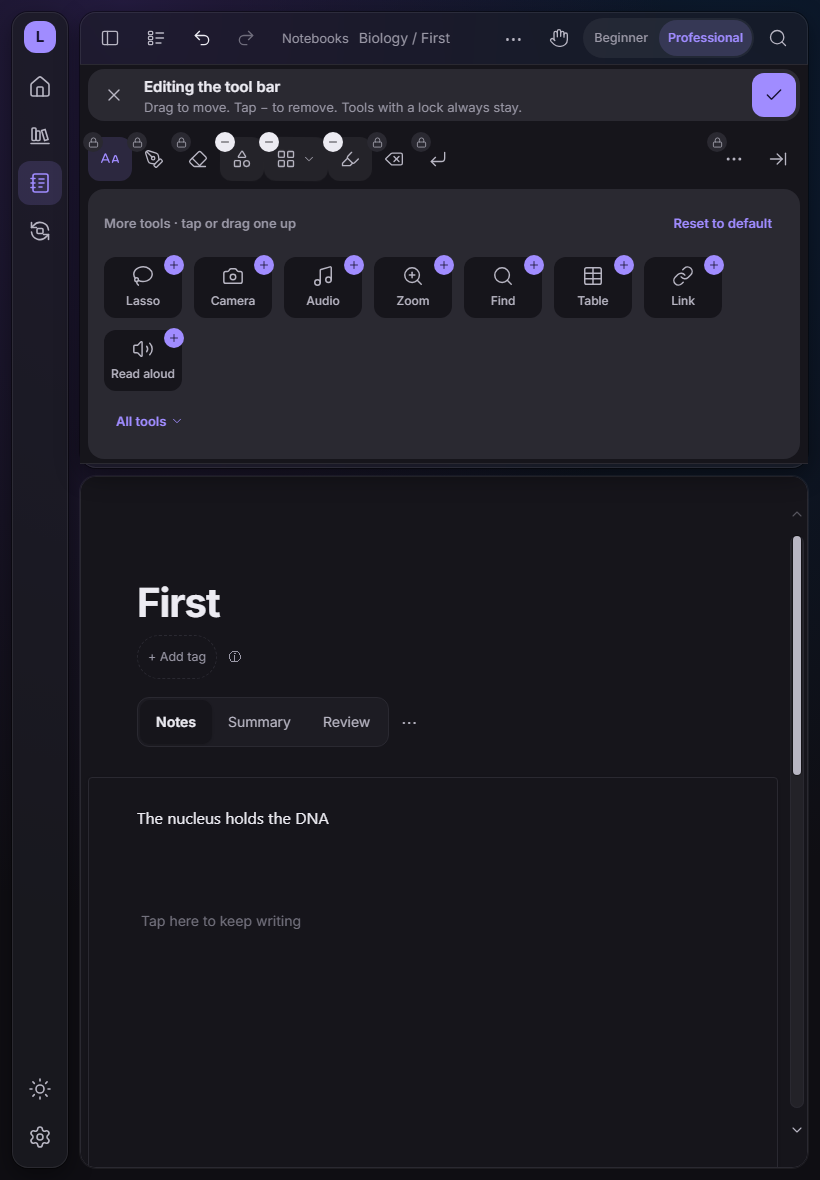 L
Notebooks Biology / First
Beginner Professional
Editing the tool bar
Drag to move. Tap − to remove. Tools with a lock always stay.
AA
More tools · tap or drag one up
Reset to default
Lasso Camera Audio Zoom Find Table Link
Read aloud
All tools
First
+ Add tag
Notes Summary Review
The nucleus holds the DNA
Tap here to keep writing